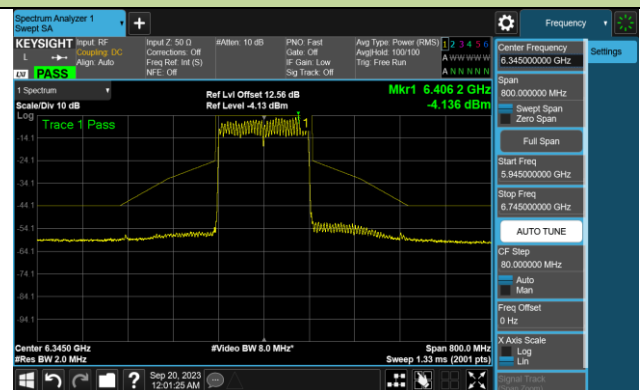 Spectrum Analyzer 1
Swept SA
Frequency
KEYSIGHT
L
PASS
Input: RF
Coupling: DC
Align: Auto
Input Z: 50 Ω
Corrections: Off
Freq Ref: Int (S)
NFE: Off
#Atten: 10 dB
PNO: Fast
Gate: Off
IF Gain: Low
Sig Track: Off
Avg Type: Power (RMS)
Avg|Hold: 100/100
Trig: Free Run
1 2 3 4 5 6
A W W W W W
A N N N N N
1 Spectrum
Scale/Div 10 dB
Ref Lvl Offset 12.56 dB
Ref Level -4.13 dBm
Mkr1 6.406 2 GHz
-4.136 dBm
Log
Trace 1 Pass
1
-14.1
-24.1
-34.1
-44.1
-54.1
-64.1
-74.1
-84.1
-94.1
Center 6.3450 GHz
#Res BW 2.0 MHz
#Video BW 8.0 MHz*
Span 800.0 MHz
Sweep 1.33 ms (2001 pts)
Sep 20, 2023
12:01:25 AM
Center Frequency
6.345000000 GHz
Settings
Span
800.000000 MHz
Swept Span
Zero Span
Full Span
Start Freq
5.945000000 GHz
Stop Freq
6.745000000 GHz
AUTO TUNE
CF Step
80.000000 MHz
Auto
Man
Freq Offset
0 Hz
X Axis Scale
Log
Lin
Signal Track
(Span Zoom)